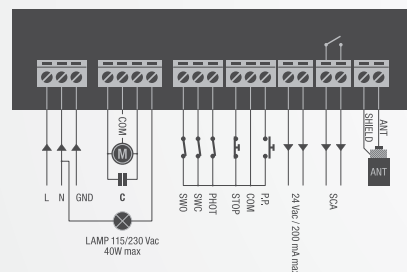 COM
M
L
N
GND
C
LAMP 115/230 Vac
40W max
SWO
SWC
PHOT
STOP
COM
P.P.
24 Vac / 200 mA max
SCA
SHIELD
ANT
ANT